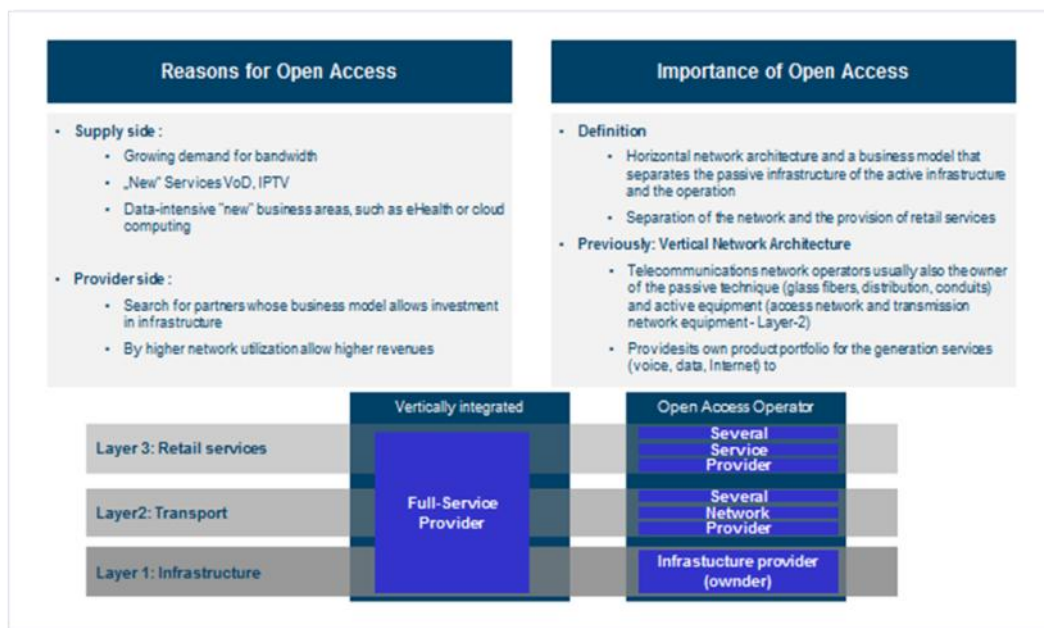 Reasons for Open Access
Supply side :
Growing demand for bandwidth
„New" Services VoD, IPTV
Data-intensive "new" business areas, such as eHealth or cloud
computing
Provider side :
Search for partners whose business model allows investment
in infrastructure
By higher network utilization allow higher revenues
Importance of Open Access
Definition
Horizontal network architecture and a business model that
separates the passive infrastructure of the active infrastructure
and the operation
Separation of the network and the provision of retail services
Previously: Vertical Network Architecture
Telecommunications network operators usually also the owner
of the passive technique (glass fibers, distribution, conduits)
and active equipment (access network and transmission
network equipment - Layer-2)
Providesits own product portfolio for the generation services
(voice, data, Internet) to
Vertically integrated
Open Access Operator
Layer 3: Retail services
Several
Service
Provider
Layer2: Transport
Full-Service
Provider
Several
Network
Provider
Layer 1: Infrastructure
Infrastucture provider
(ownder)